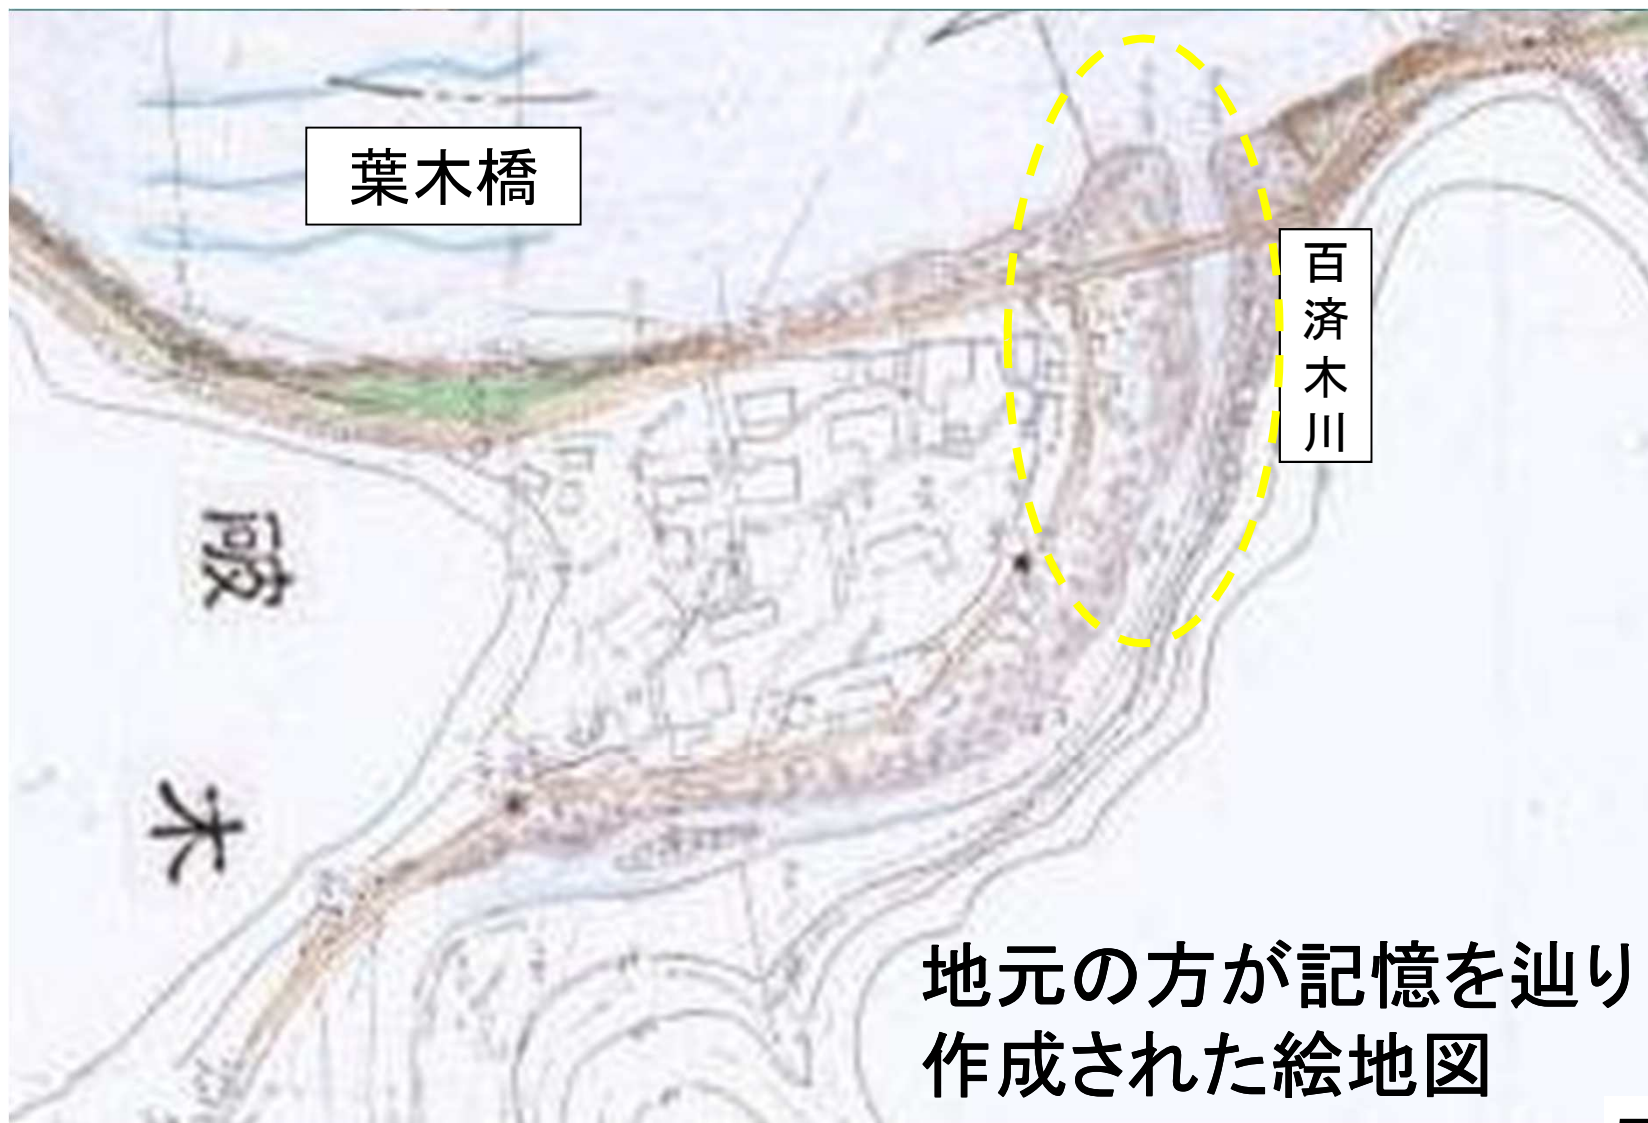 葉木橋
百済木川
木
地元の方が記憶を辿り
作成された絵地図